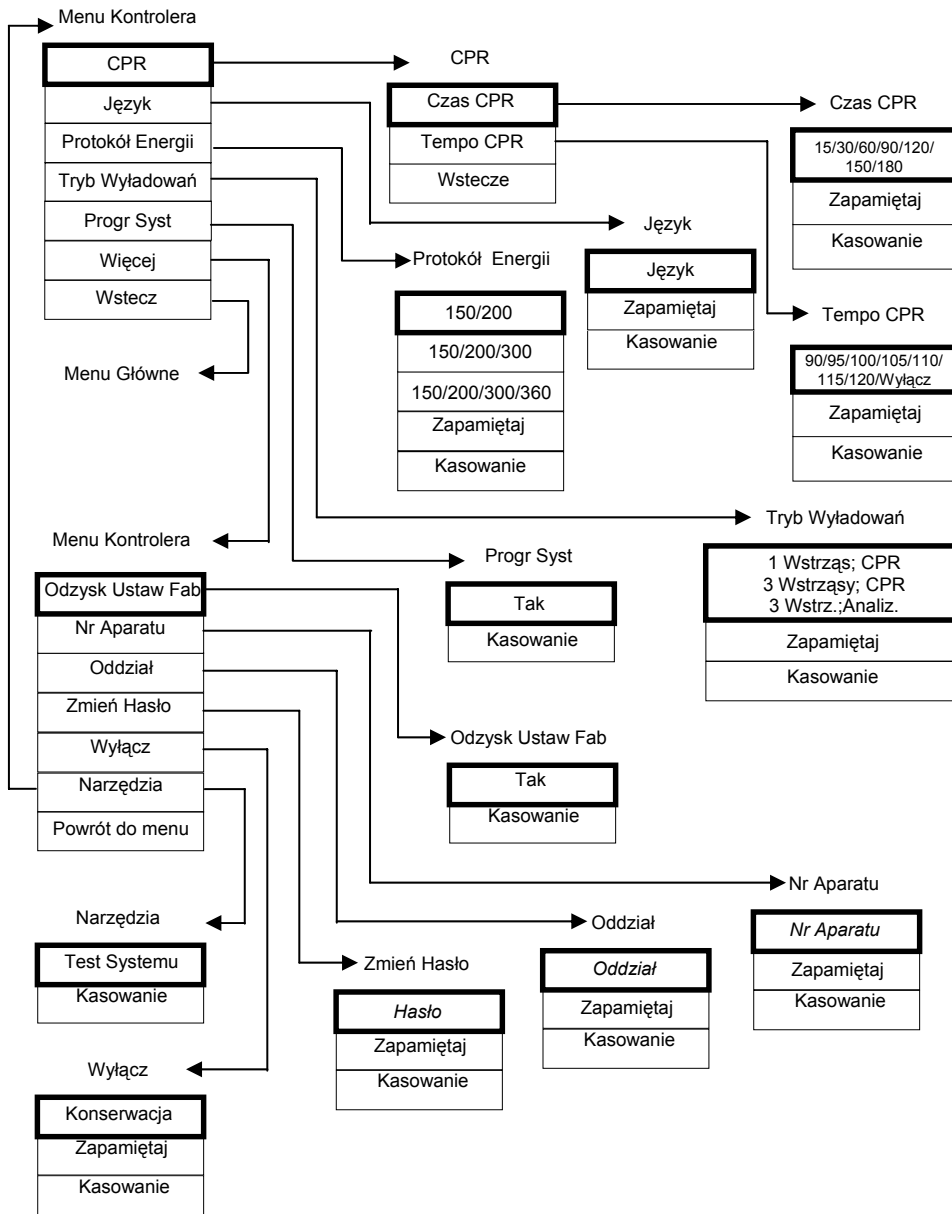 Menu Kontrolera
CPR
Język
Protokół Energii
Tryb Wyładowań
Progr Syst
Więcej
Wstecz
Menu Główne
CPR
Czas CPR
Tempo CPR
Wstecze
Czas CPR
15/30/60/90/120/
150/180
Zapamiętaj
Kasowanie
Język
Język
Zapamiętaj
Kasowanie
Protokół Energii
150/200
150/200/300
150/200/300/360
Zapamiętaj
Kasowanie
Tempo CPR
90/95/100/105/110/
115/120/Wyłącz
Zapamiętaj
Kasowanie
Tryb Wyładowań
1 Wstrząs; CPR
3 Wstrząsy; CPR
3 Wstrz.;Analiz.
Zapamiętaj
Kasowanie
Menu Kontrolera
Odzysk Ustaw Fab
Nr Aparatu
Oddział
Zmień Hasło
Wyłącz
Narzędzia
Powrót do menu
Progr Syst
Tak
Kasowanie
Odzysk Ustaw Fab
Tak
Kasowanie
Nr Aparatu
Nr Aparatu
Zapamiętaj
Kasowanie
Oddział
Oddział
Zapamiętaj
Kasowanie
Zmień Hasło
Hasło
Zapamiętaj
Kasowanie
Narzędzia
Test Systemu
Kasowanie
Wyłącz
Konserwacja
Zapamiętaj
Kasowanie